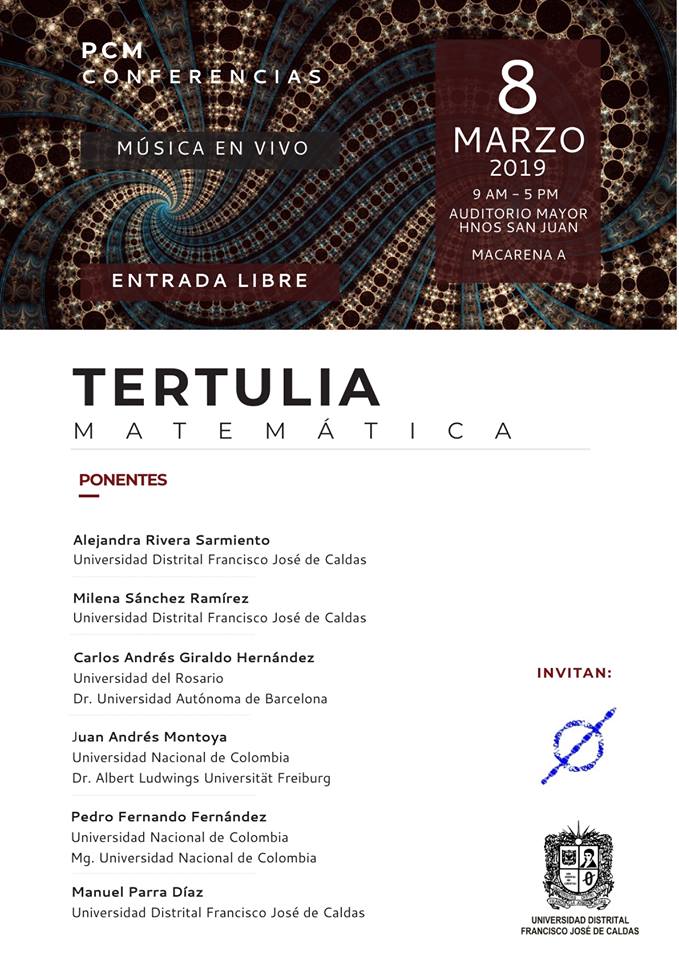 PCM
CONFERENCIAS
MÚSICA EN VIVO
ENTRADA LIBRE
8
MARZO
2019
9 AM - 5 PM
AUDITORIO MAYOR
HNOS SAN JUAN
MACARENA A
TERTULIA
MATEMÁTICA
PONENTES
Alejandra Rivera Sarmiento
Universidad Distrital Francisco José de Caldas
Milena Sánchez Ramírez
Universidad Distrital Francisco José de Caldas
Carlos Andrés Giraldo Hernández
Universidad del Rosario
Dr. Universidad Autónoma de Barcelona
Juan Andrés Montoya
Universidad Nacional de Colombia
Dr. Albert Ludwings Universität Freiburg
Pedro Fernando Fernández
Universidad Nacional de Colombia
Mg. Universidad Nacional de Colombia
Manuel Parra Díaz
Universidad Distrital Francisco José de Caldas
INVITAN:
UNIVERSIDAD DISTRITAL
FRANCISCO JOSÉ DE CALDAS